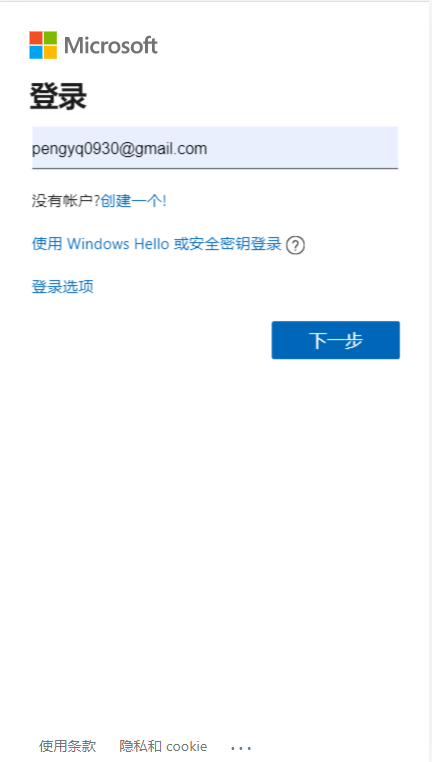 Microsoft
登录
pengyq0930@gmail.com
没有帐户?创建一个!
使用 Windows Hello 或安全密钥登录 ?
登录选项
下一步
使用条款 隐私和 cookie ...